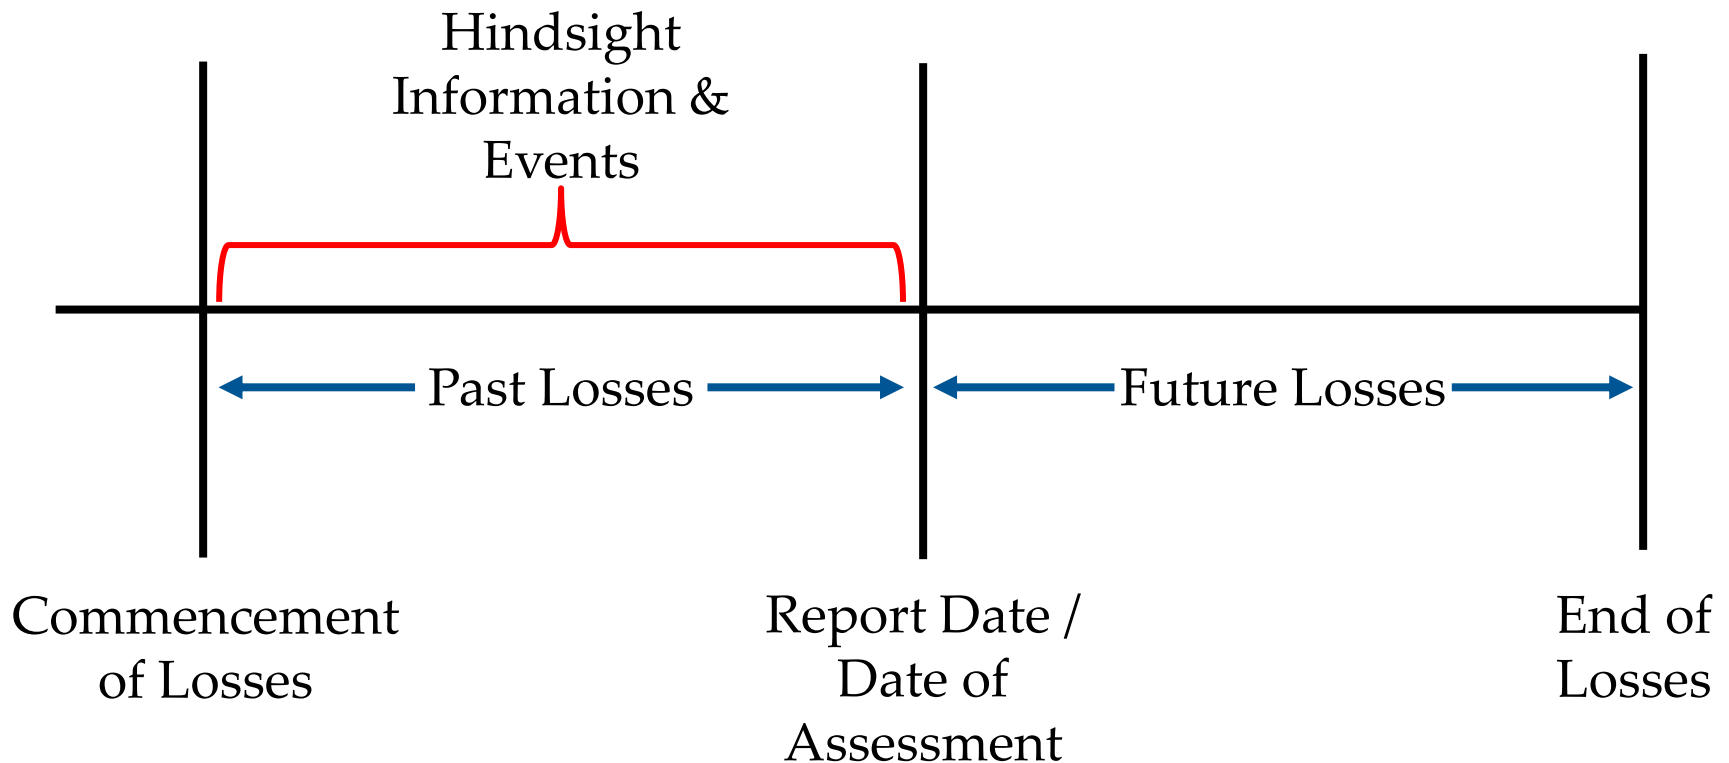 Hindsight
Information &
Events
Past Losses
Future Losses
Commencement
of Losses
Report Date /
Date of
Assessment
End of
Losses